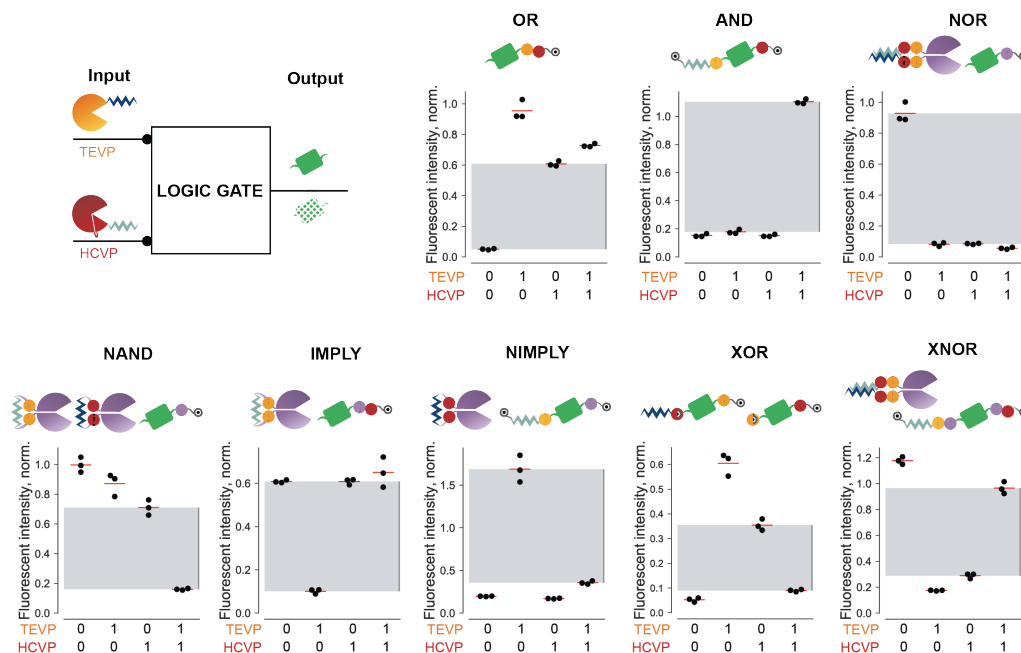 OR
AND
NOR
Input
Output
TEVP
LOGIC GATE
HCVP
Fluorescent intensity, norm.
1.0
0.8
0.6
0.4
0.2
0.0
TEVP 0 1 0 1
HCVP 0 0 1 1
Fluorescent intensity, norm.
1.0
0.8
0.6
0.4
0.2
0.0
TEVP 0 1 0 1
HCVP 0 0 1 1
Fluorescent intensity, norm.
1.0
0.8
0.6
0.4
0.2
0.0
TEVP 0 1 0 1
HCVP 0 0 1 1
NAND
IMPLY
NIMPLY
XOR
XNOR
Fluorescent intensity, norm.
1.0
0.8
0.6
0.4
0.2
0.0
TEVP 0 1 0 1
HCVP 0 0 1 1
Fluorescent intensity, norm.
0.8
0.6
0.4
0.2
0.0
TEVP 0 1 0 1
HCVP 0 0 1 1
Fluorescent intensity, norm.
1.5
1.0
0.5
0.0
TEVP 0 1 0 1
HCVP 0 0 1 1
Fluorescent intensity, norm.
0.6
0.5
0.4
0.3
0.2
0.1
0.0
TEVP 0 1 0 1
HCVP 0 0 1 1
Fluorescent intensity, norm.
1.2
1.0
0.8
0.6
0.4
0.2
0.0
TEVP 0 1 0 1
HCVP 0 0 1 1